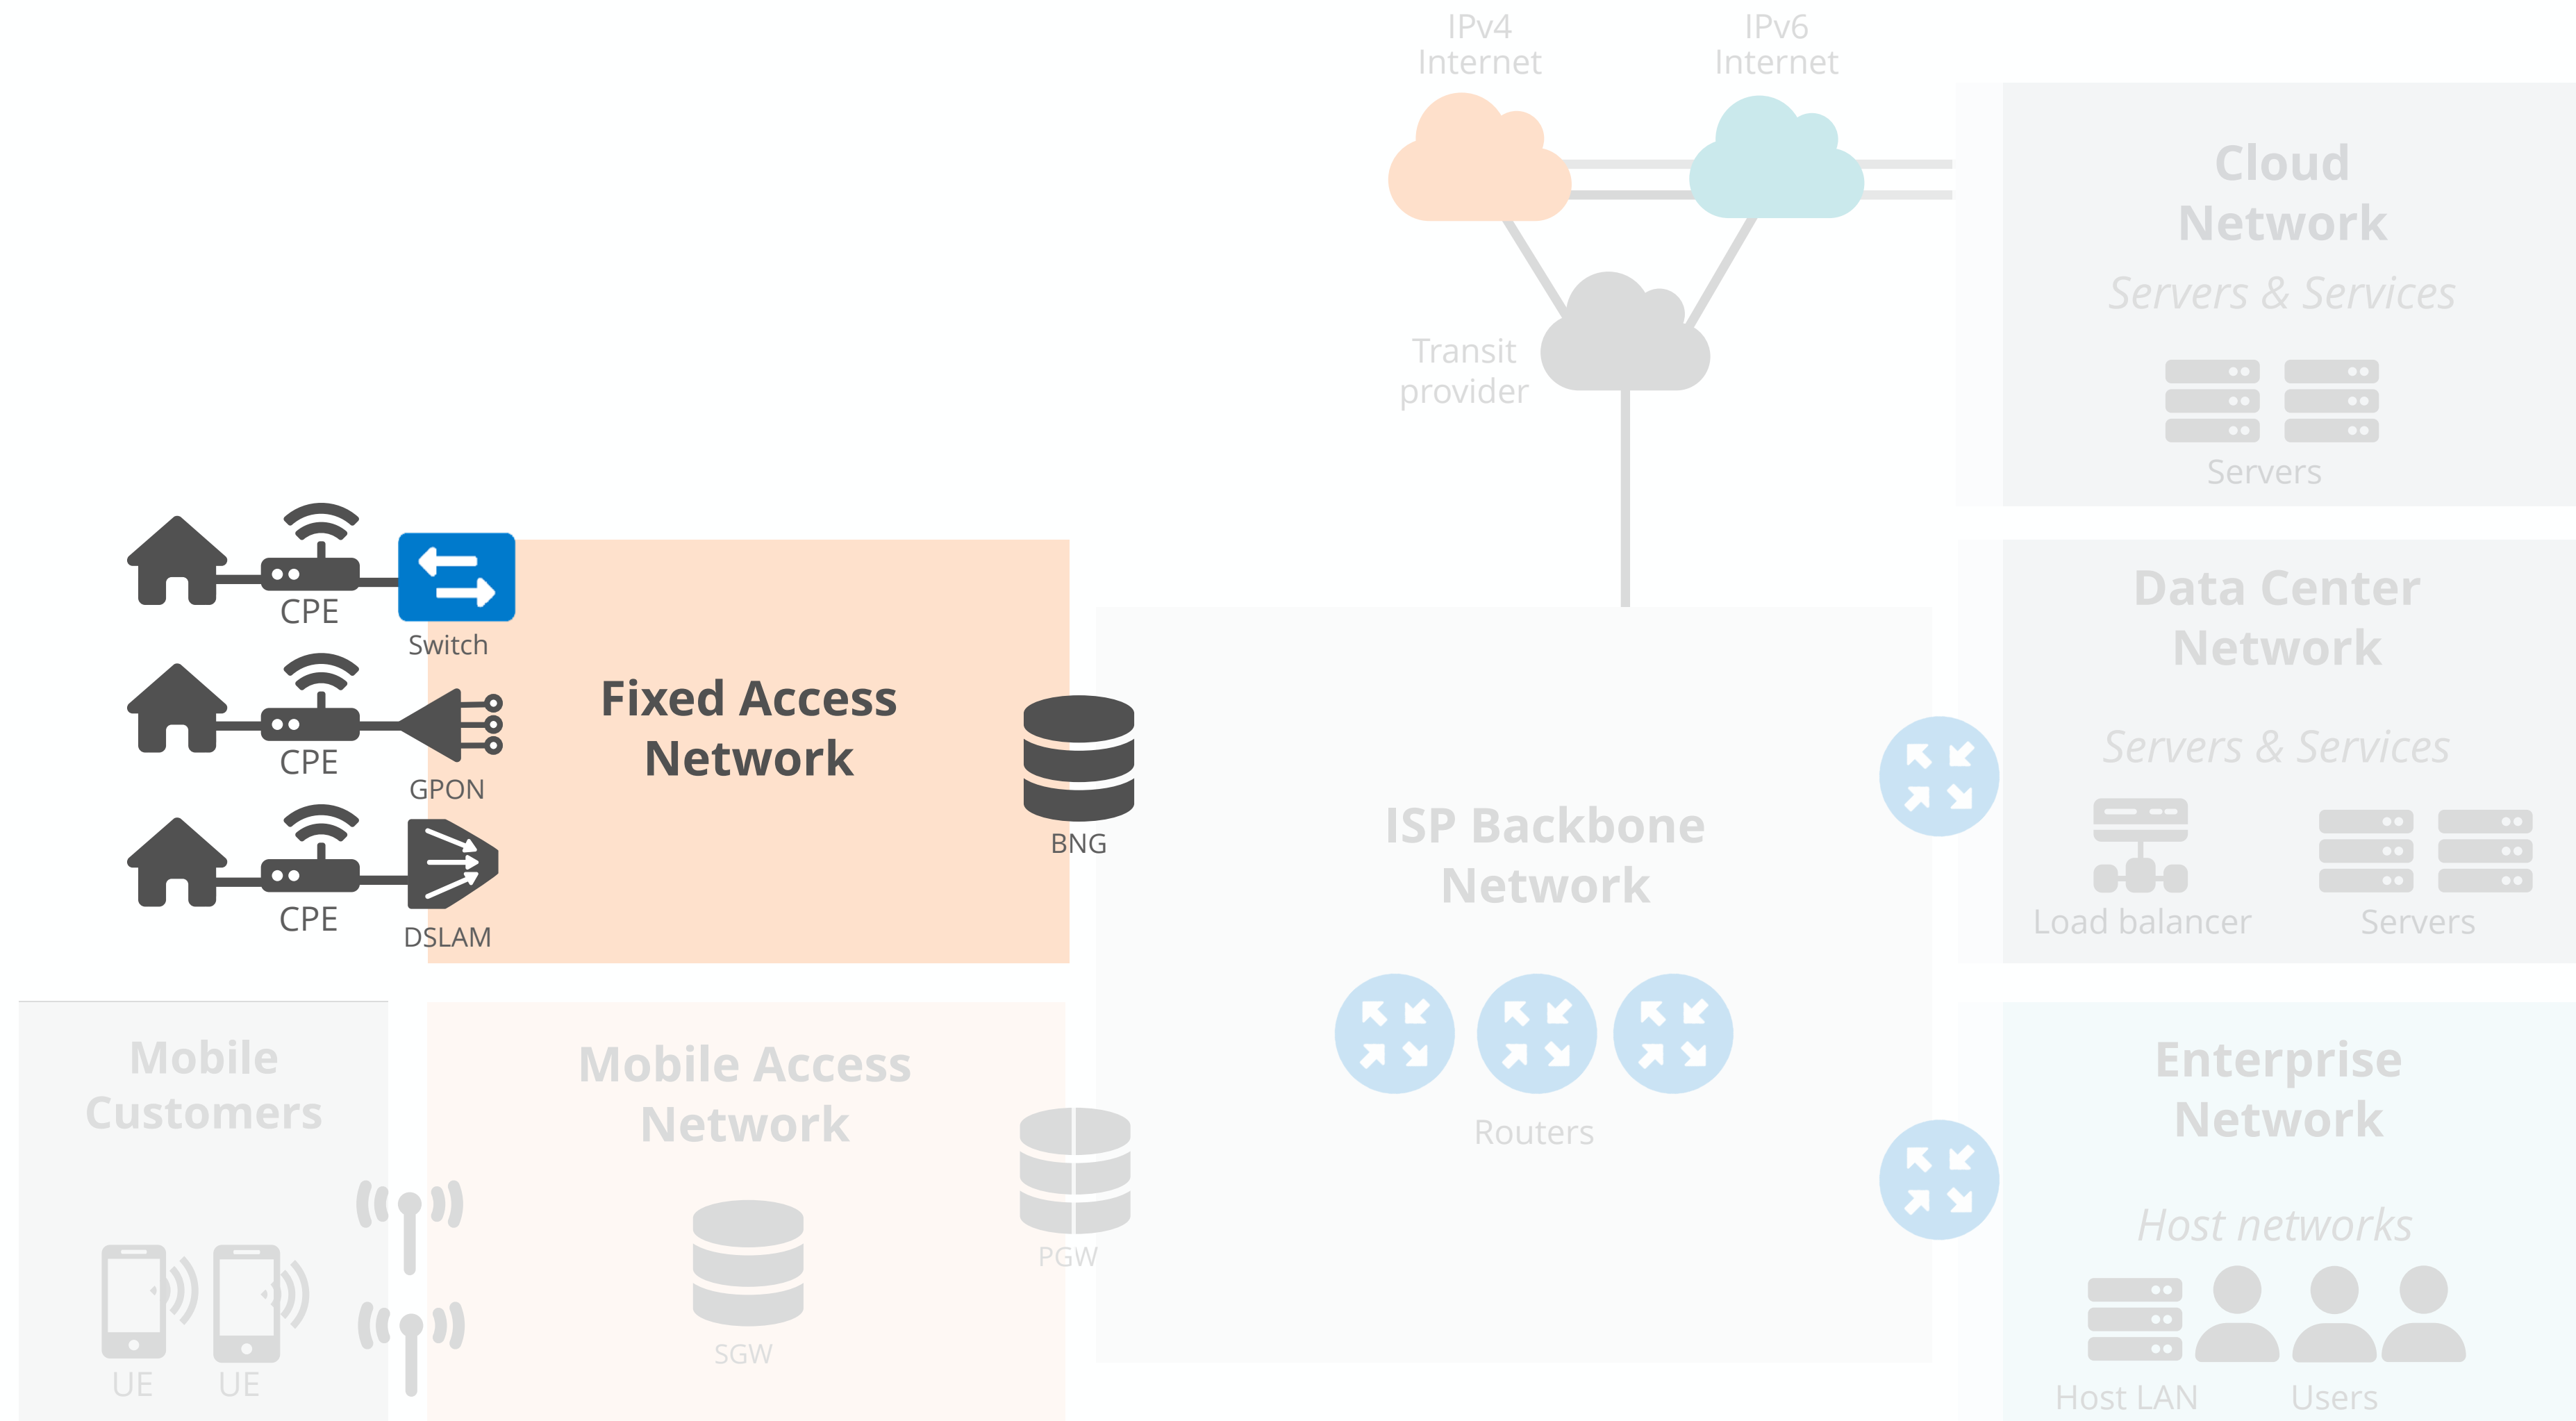 IPv4
Internet
IPv6
Internet
Transit
provider
Cloud
Network
Servers & Services
Servers
CPE
Switch
CPE
GPON
CPE
DSLAM
Fixed Access
Network
BNG
ISP Backbone
Network
Routers
Data Center
Network
Servers & Services
Load balancer
Servers
Mobile
Customers
UE
UE
Mobile Access
Network
SGW
PGW
Enterprise
Network
Host networks
Host LAN
Users